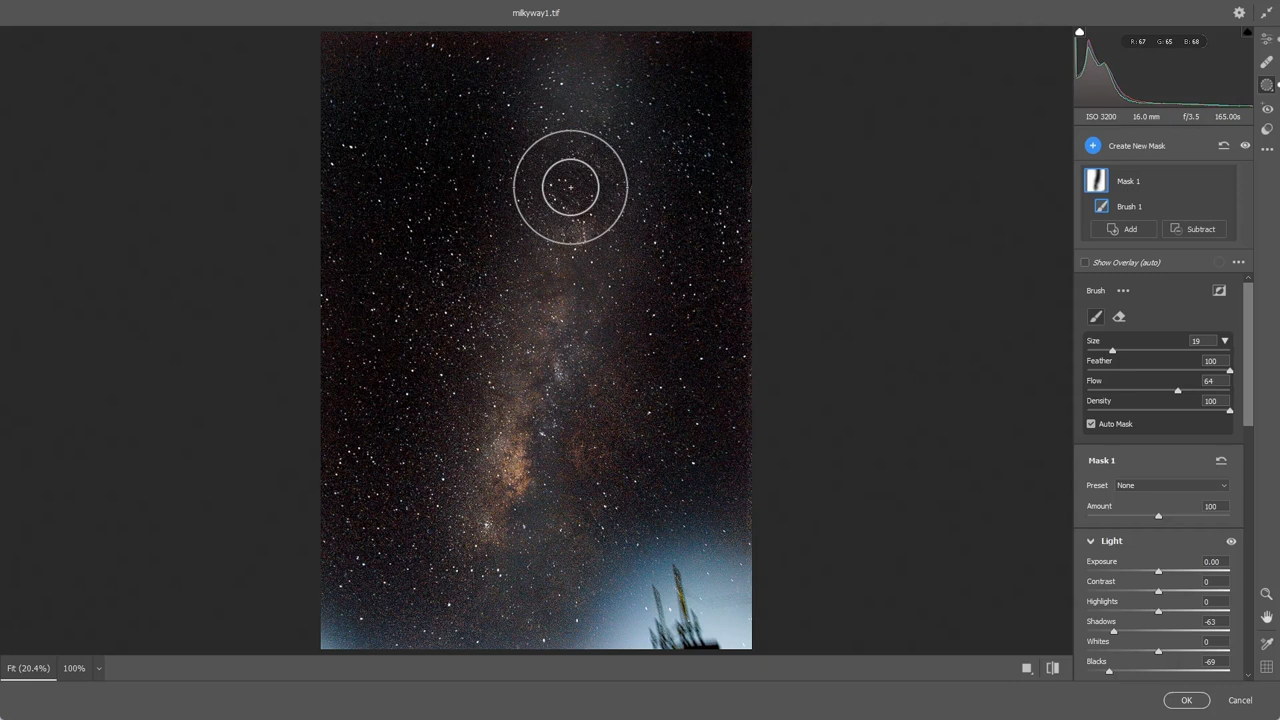 milkyway1.tif
R: 67 G: 65 B: 68
ISO 3200 16.0 mm f/3.5 165.00s
Create New Mask
Mask 1
Brush 1
Add Subtract
Show Overlay (auto)
Brush
Size 19
Feather 100
Flow 64
Density 100
Auto Mask
Mask 1
Preset None
Amount 100
Light
Exposure 0.00
Contrast 0
Highlights 0
Shadows -63
Whites 0
Blacks -69
Fit (20.4%) 100%
OK Cancel